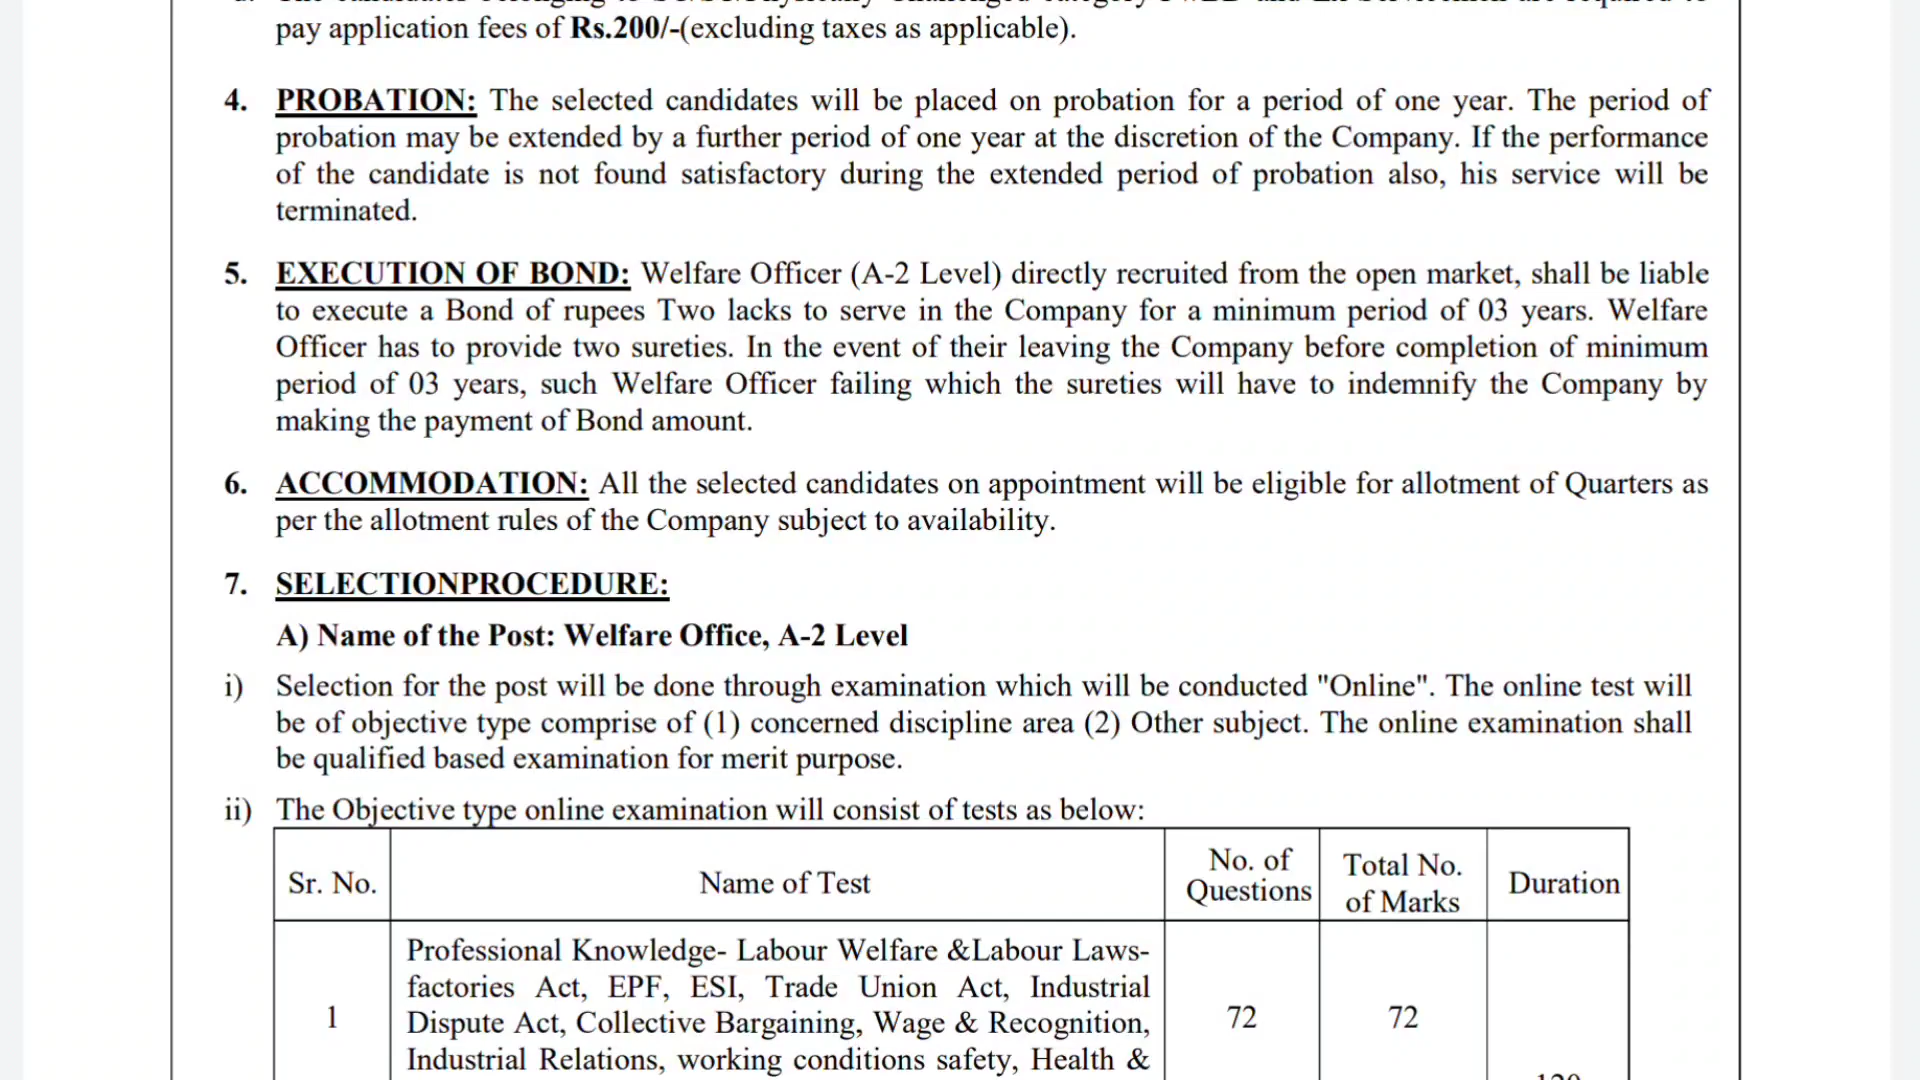 pay application fees of Rs.200/-(excluding taxes as applicable).
4. PROBATION: The selected candidates will be placed on probation for a period of one year. The period of
probation may be extended by a further period of one year at the discretion of the Company. If the performance
of the candidate is not found satisfactory during the extended period of probation also, his service will be
terminated.
5. EXECUTION OF BOND: Welfare Officer (A-2 Level) directly recruited from the open market, shall be liable
to execute a Bond of rupees Two lacks to serve in the Company for a minimum period of 03 years. Welfare
Officer has to provide two sureties. In the event of their leaving the Company before completion of minimum
period of 03 years, such Welfare Officer failing which the sureties will have to indemnify the Company by
making the payment of Bond amount.
6. ACCOMMODATION: All the selected candidates on appointment will be eligible for allotment of Quarters as
per the allotment rules of the Company subject to availability.
7. SELECTIONPROCEDURE:
A) Name of the Post: Welfare Office, A-2 Level
i) Selection for the post will be done through examination which will be conducted "Online". The online test will
be of objective type comprise of (1) concerned discipline area (2) Other subject. The online examination shall
be qualified based examination for merit purpose.
ii) The Objective type online examination will consist of tests as below:
Sr. No. Name of Test No. of Questions Total No. of Marks Duration
1 Professional Knowledge- Labour Welfare &Labour Laws-
factories Act, EPF, ESI, Trade Union Act, Industrial
Dispute Act, Collective Bargaining, Wage & Recognition,
Industrial Relations, working conditions safety, Health &
72 72